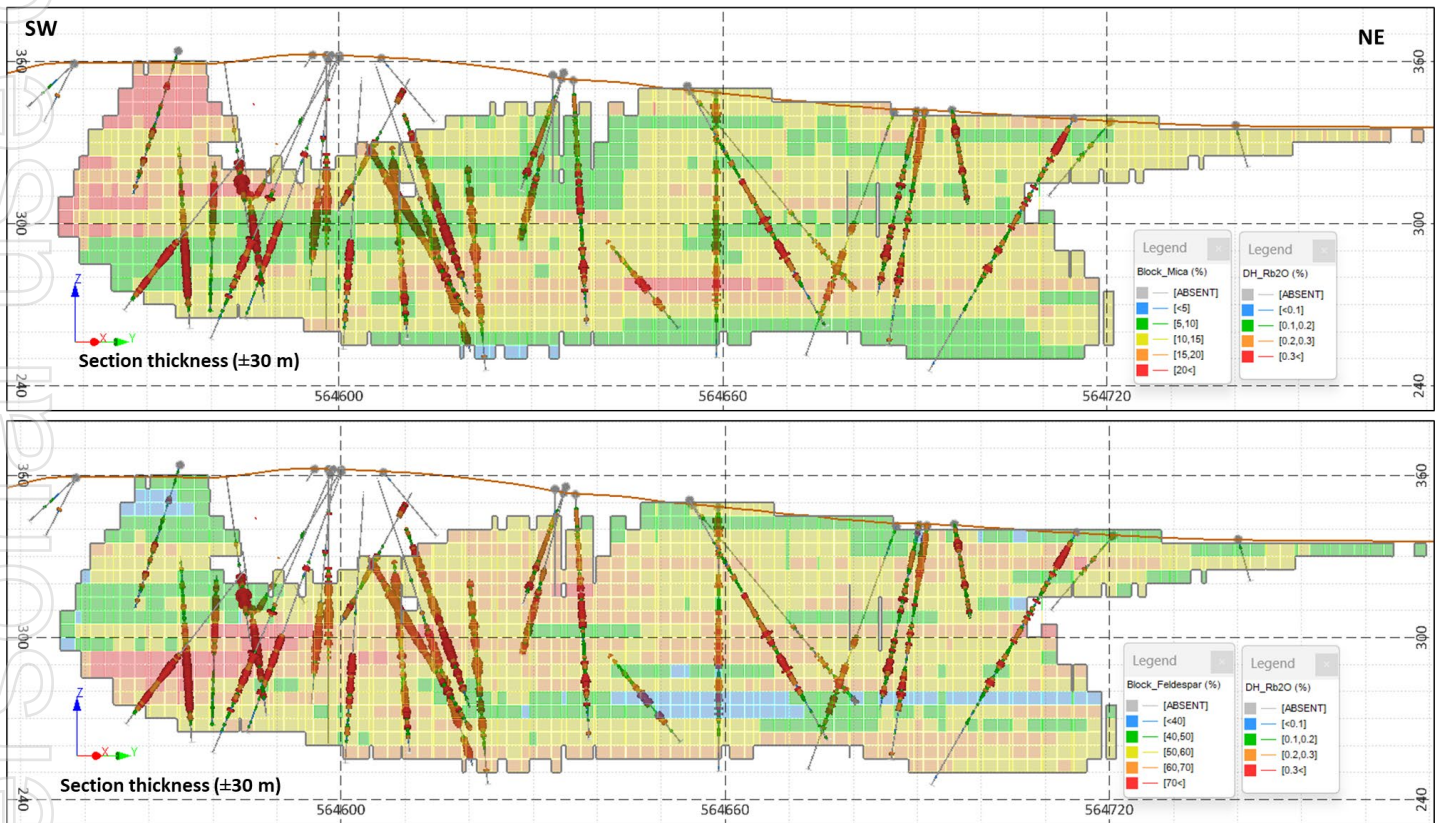 SW
NE
360
360
300
300
Z
X
Y
Section thickness (±30 m)
240
240
564600
564660
564720
Legend
Block_Mica (%)
[ABSENT]
[<5]
[5,10]
[10,15]
[15,20]
[20<]
Legend
DH_Rb2O (%)
[ABSENT]
[<0.1]
[0.1,0.2]
[0.2,0.3]
[0.3<]
360
360
300
300
Z
X
Y
Section thickness (±30 m)
240
240
564600
564660
564720
Legend
Block_Feldespar (%)
[ABSENT]
[<40]
[40,50]
[50,60]
[60,70]
[70<]
Legend
DH_Rb2O (%)
[ABSENT]
[<0.1]
[0.1,0.2]
[0.2,0.3]
[0.3<]